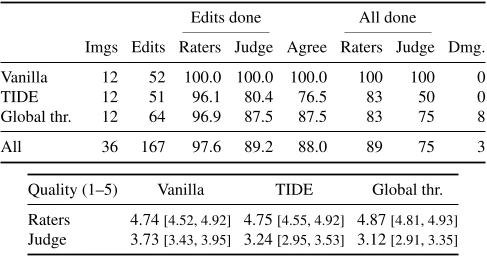 Edits done All done
Imgs Edits Raters Judge Agree Raters Judge Dmg.
Vanilla 12 52 100.0 100.0 100.0 100 100 0
TIDE 12 51 96.1 80.4 76.5 83 50 0
Global thr. 12 64 96.9 87.5 87.5 83 75 8
All 36 167 97.6 89.2 88.0 89 75 3
Quality (1–5) Vanilla TIDE Global thr.
Raters 4.74 [4.52, 4.92] 4.75 [4.55, 4.92] 4.87 [4.81, 4.93]
Judge 3.73 [3.43, 3.95] 3.24 [2.95, 3.53] 3.12 [2.91, 3.35]